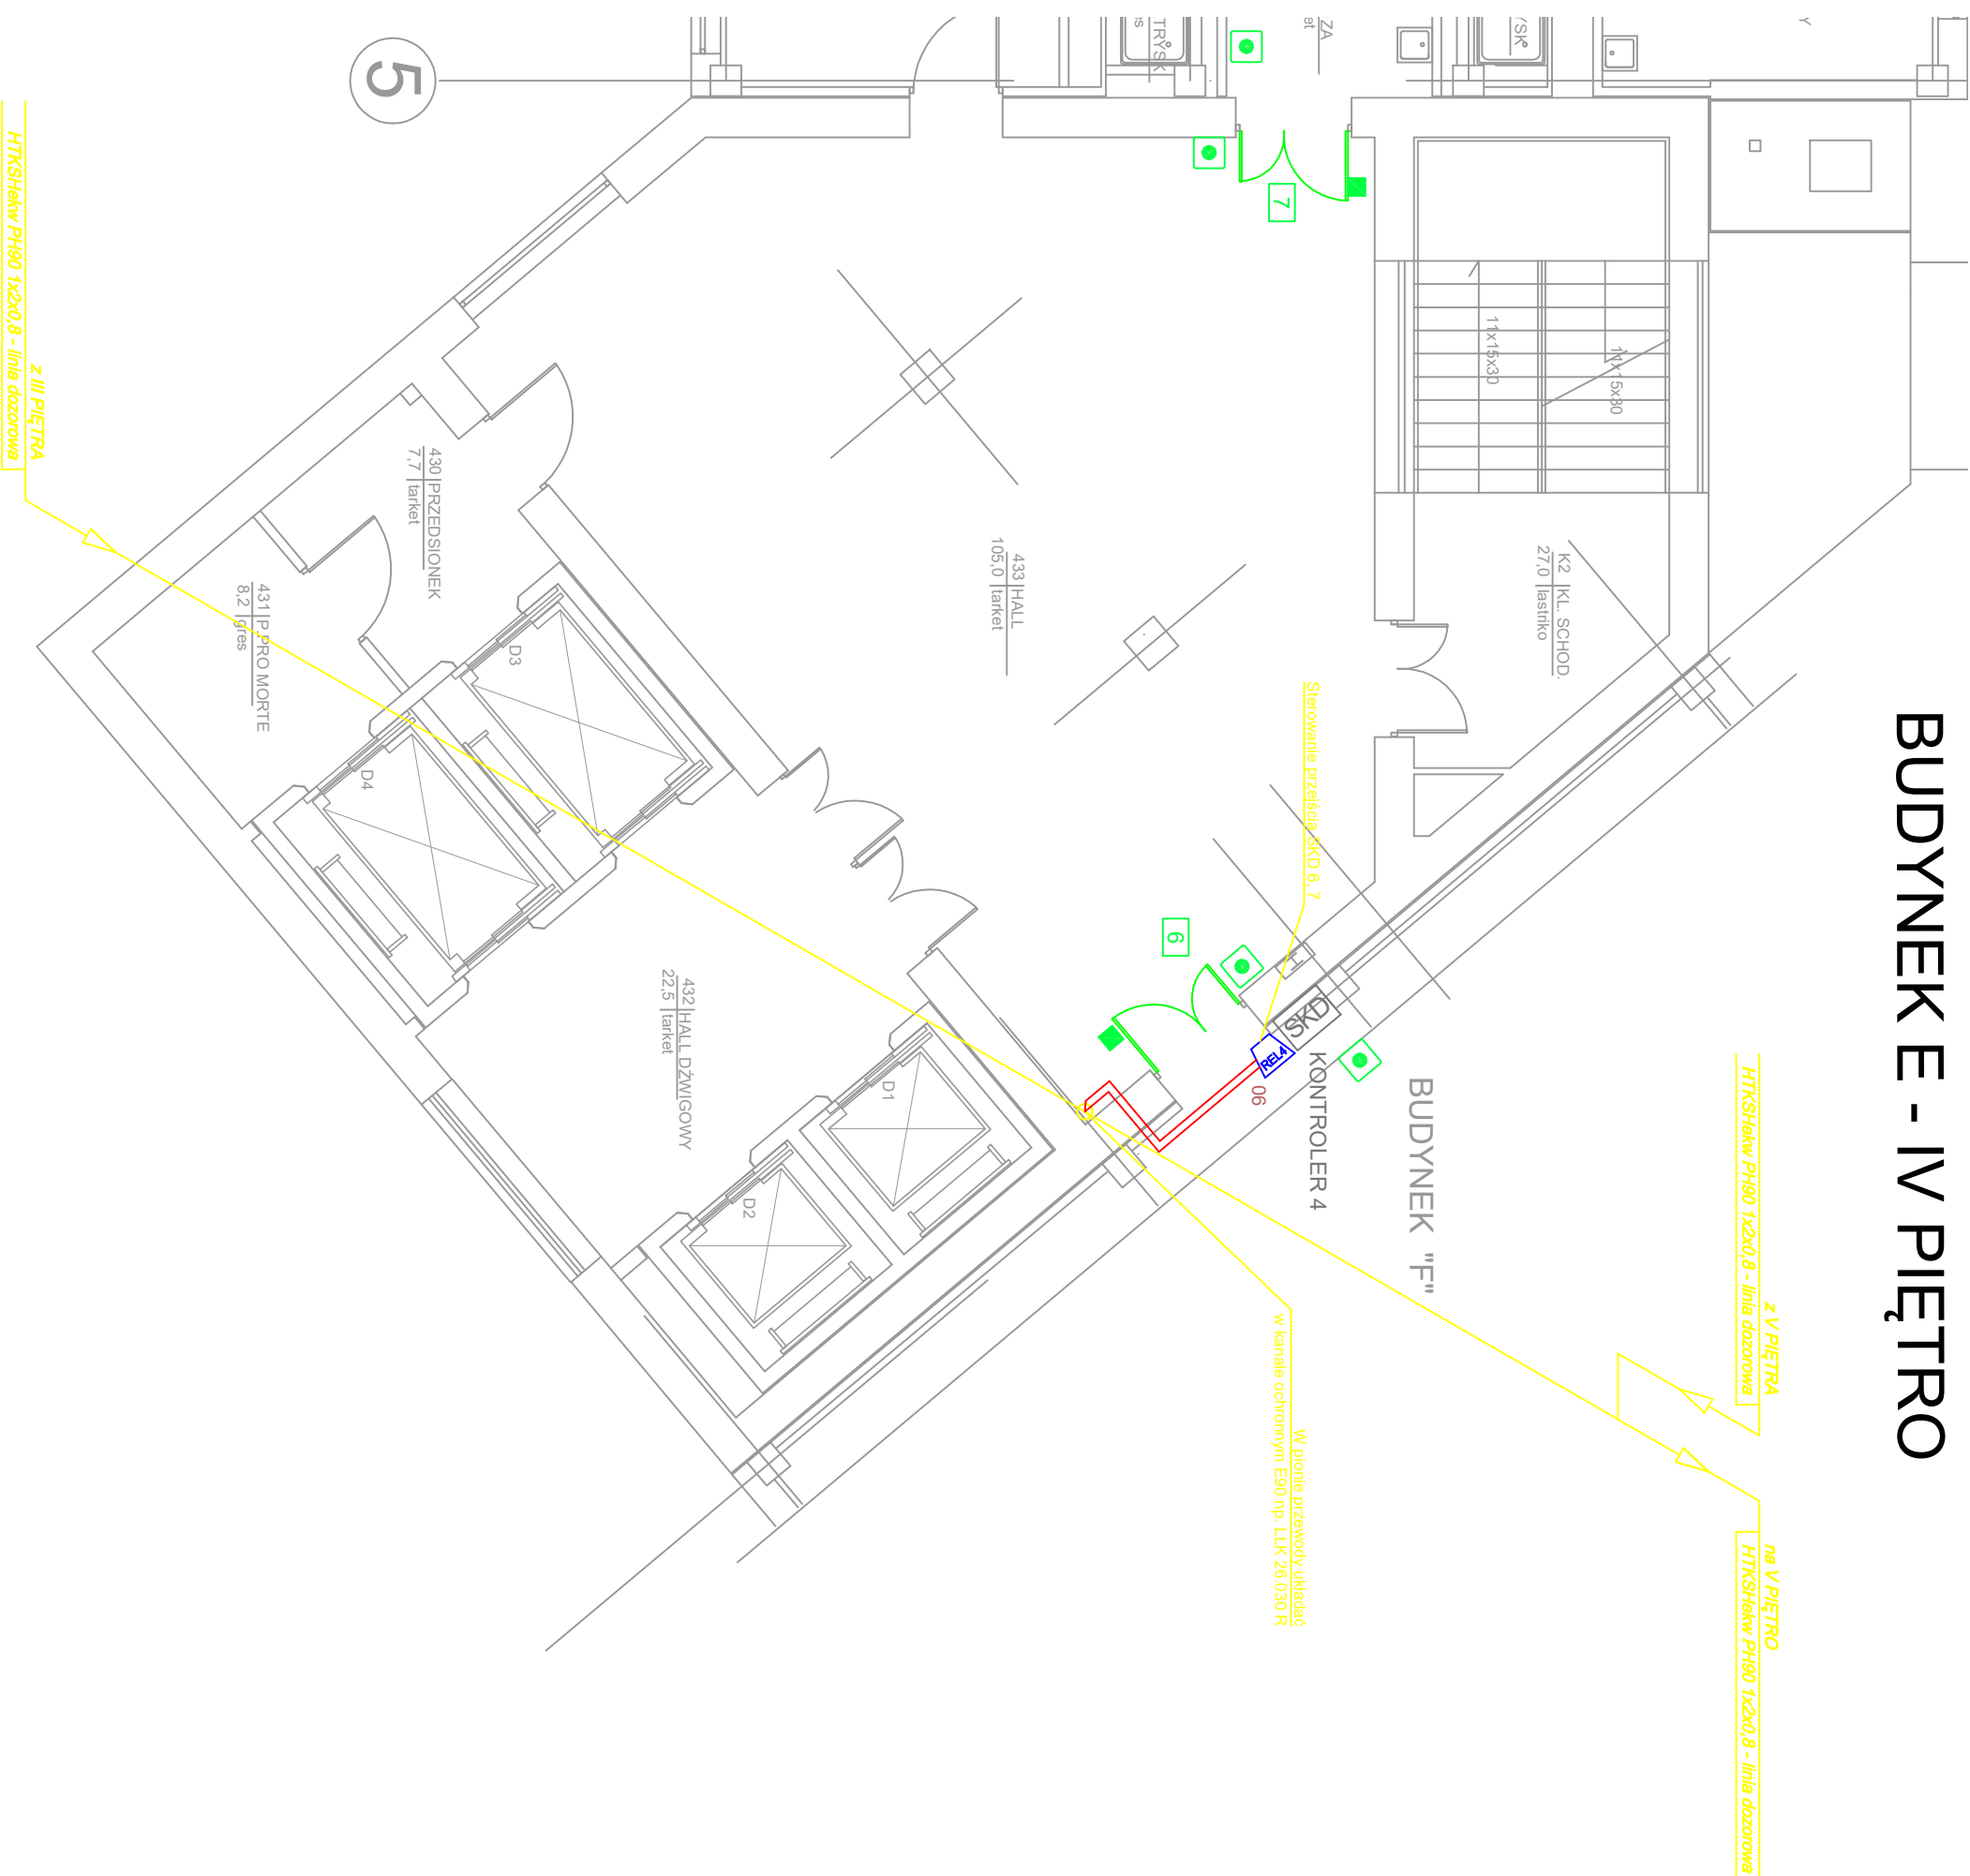 BUDYNEK E - IV PIĘTRO
z V PIĘTRA
HTKSHekw PH90 1x2x0,8 - linia dozorowa
na V PIĘTRO
HTKSHekw PH90 1x2x0,8 - linia dozorowa
Y
YSK
11x15x30
11x15x30
K2 KL. SCHOD.
27,0 lastriko
BUDYNEK "F"
KONTROLER 4
SKD
H
REL4
06
Sterowanie przejścia SKD 6, 7
W pionie przewody układać
w kanale ochronnym E90 np. LLK 26.030 R
ZA
et
7
6
TRYSK
s
433 HALL
105,0 tarket
432 HALL DŹWIGOWY
22,5 tarket
D1
D2
D3
D4
430 PRZEDSIONEK
7,7 tarket
431 P. PRO MORTE
8,2 gres
5
z III PIĘTRA
HTKSHekw PH90 1x2x0,8 - linia dozorowa